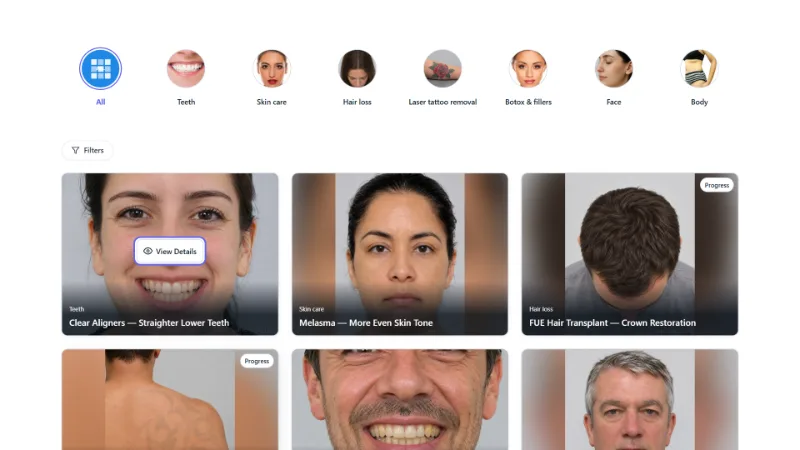 All
Teeth
Skin care
Hair loss
Laser tattoo removal
Botox & fillers
Face
Body
Filters
View Details
Teeth
Clear Aligners — Straighter Lower Teeth
Skin care
Melasma — More Even Skin Tone
Progress
Hair loss
FUE Hair Transplant — Crown Restoration
Progress